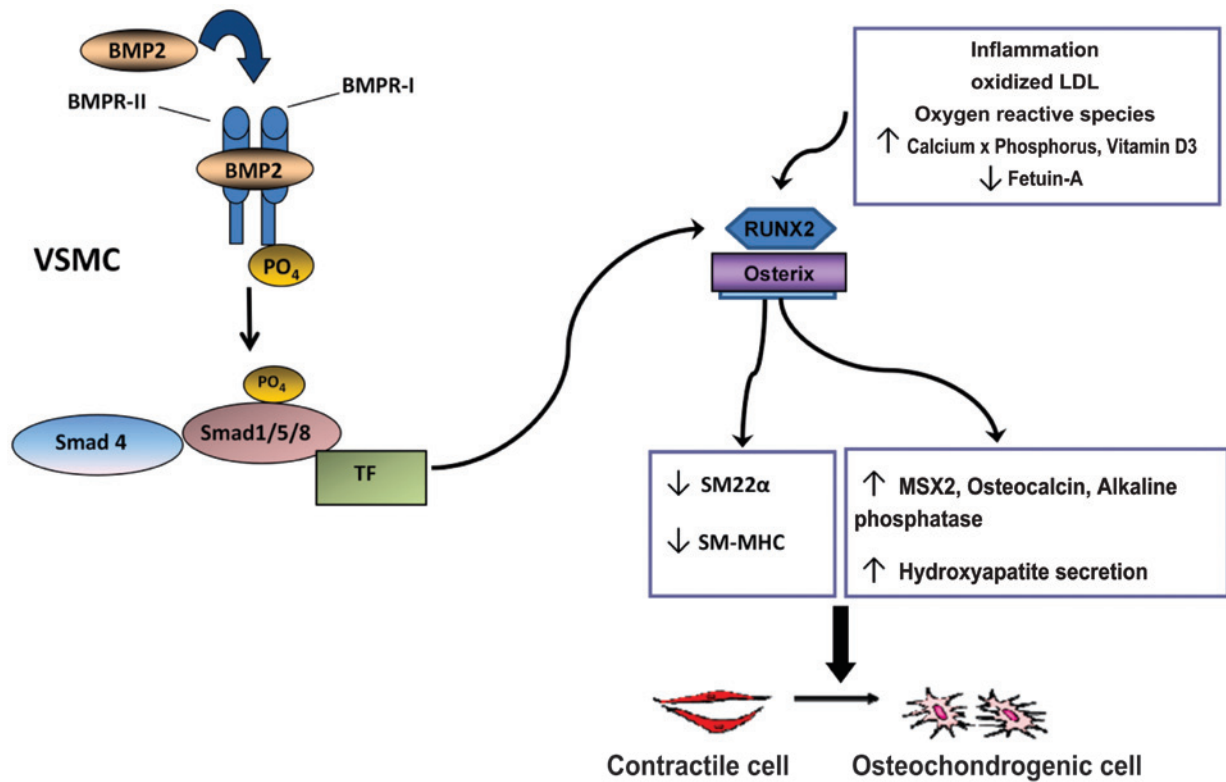 BMP2
BMPR-II
BMPR-I
BMP2
VSMC
PO4
PO4
Smad 4
Smad1/5/8
TF
Inflammation
oxidized LDL
Oxygen reactive species
↑ Calcium x Phosphorus, Vitamin D3
↓ Fetuin-A
RUNX2
Osterix
↓ SM22α
↓ SM-MHC
↑ MSX2, Osteocalcin, Alkaline
phosphatase
↑ Hydroxyapatite secretion
Contractile cell
Osteochondrogenic cell